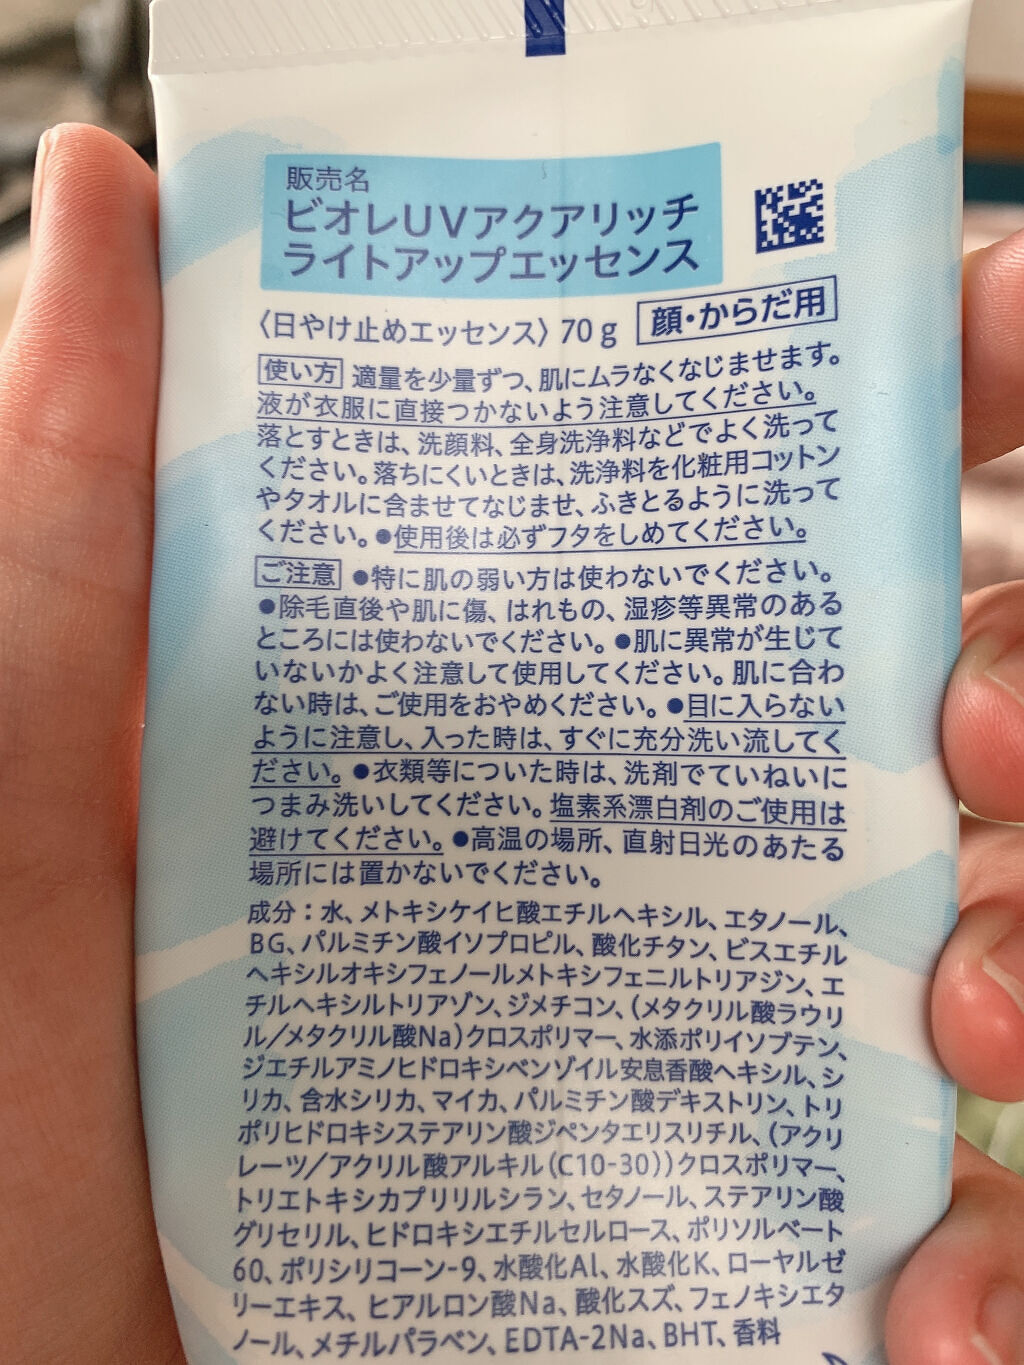 販売名
ビオレUVアクアリッチ
ライトアップエッセンス
〈日やけ止めエッセンス〉70g 顔・からだ用
使い方 適量を少量ずつ、肌にムラなくなじませます。
液が衣服に直接つかないよう注意してください。
落とすときは、洗顔料、全身洗浄料などでよく洗って
ください。落ちにくいときは、洗浄料を化粧用コットン
やタオルに含ませてなじませ、ふきとるように洗って
ください。●使用後は必ずフタをしめてください。
ご注意 ●特に肌の弱い方は使わないでください。
●除毛直後や肌に傷、はれもの、湿疹等異常のある
ところには使わないでください。●肌に異常が生じて
いないかよく注意して使用してください。肌に合わ
ない時は、ご使用をおやめください。●目に入らない
ように注意し、入った時は、すぐに充分洗い流してく
ださい。●衣類等についた時は、洗剤でていねいに
つまみ洗いしてください。塩素系漂白剤のご使用は
避けてください。●高温の場所、直射日光のあたる
場所には置かないでください。
成分：水、メトキシケイヒ酸エチルヘキシル、エタノール、
BG、パルミチン酸イソプロピル、酸化チタン、ビスエチル
ヘキシルオキシフェノールメトキシフェニルトリアジン、エ
チルヘキシルトリアゾン、ジメチコン、(メタクリル酸ラウリ
ル/メタクリル酸Na)クロスポリマー、水添ポリイソブテン、
ジエチルアミノヒドロキシベンゾイル安息香酸ヘキシル、シ
リカ、含水シリカ、マイカ、パルミチン酸デキストリン、トリ
ポリヒドロキシステアリン酸ジペンタエリスリチル、(アクリ
レーツ/アクリル酸アルキル(C10-30))クロスポリマー、
トリエトキシカプリリルシラン、セタノール、ステアリン酸
グリセリル、ヒドロキシエチルセルロース、ポリソルベート
60、ポリシリコーン-9、水酸化Al、水酸化K、ローヤルゼ
リーエキス、ヒアルロン酸Na、酸化スズ、フェノキシエタ
ノール、メチルパラベン、EDTA-2Na、BHT、香料